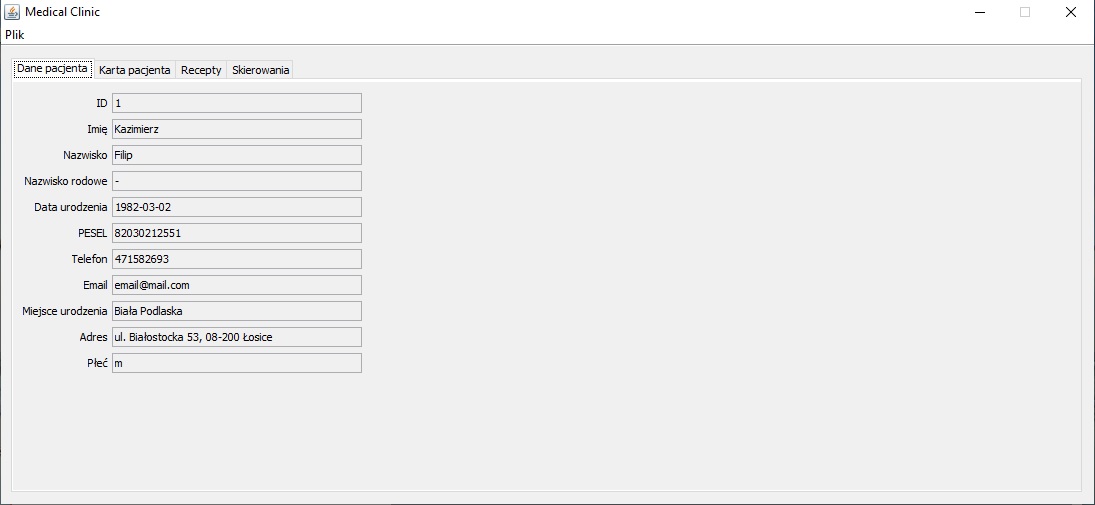 Medical Clinic
Plik
Dane pacjenta Karta pacjenta Recepty Skierowania
ID 1
Imię Kazimierz
Nazwisko Filip
Nazwisko rodowe -
Data urodzenia 1982-03-02
PESEL 82030212551
Telefon 471582693
Email email@mail.com
Miejsce urodzenia Biała Podlaska
Adres ul. Białostocka 53, 08-200 Łosice
Płeć m